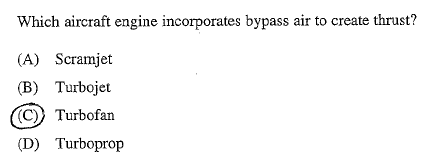 Which aircraft engine incorporates bypass air to create thrust?
(A) Scramjet
(B) Turbojet
(C) Turbofan
(D) Turboprop